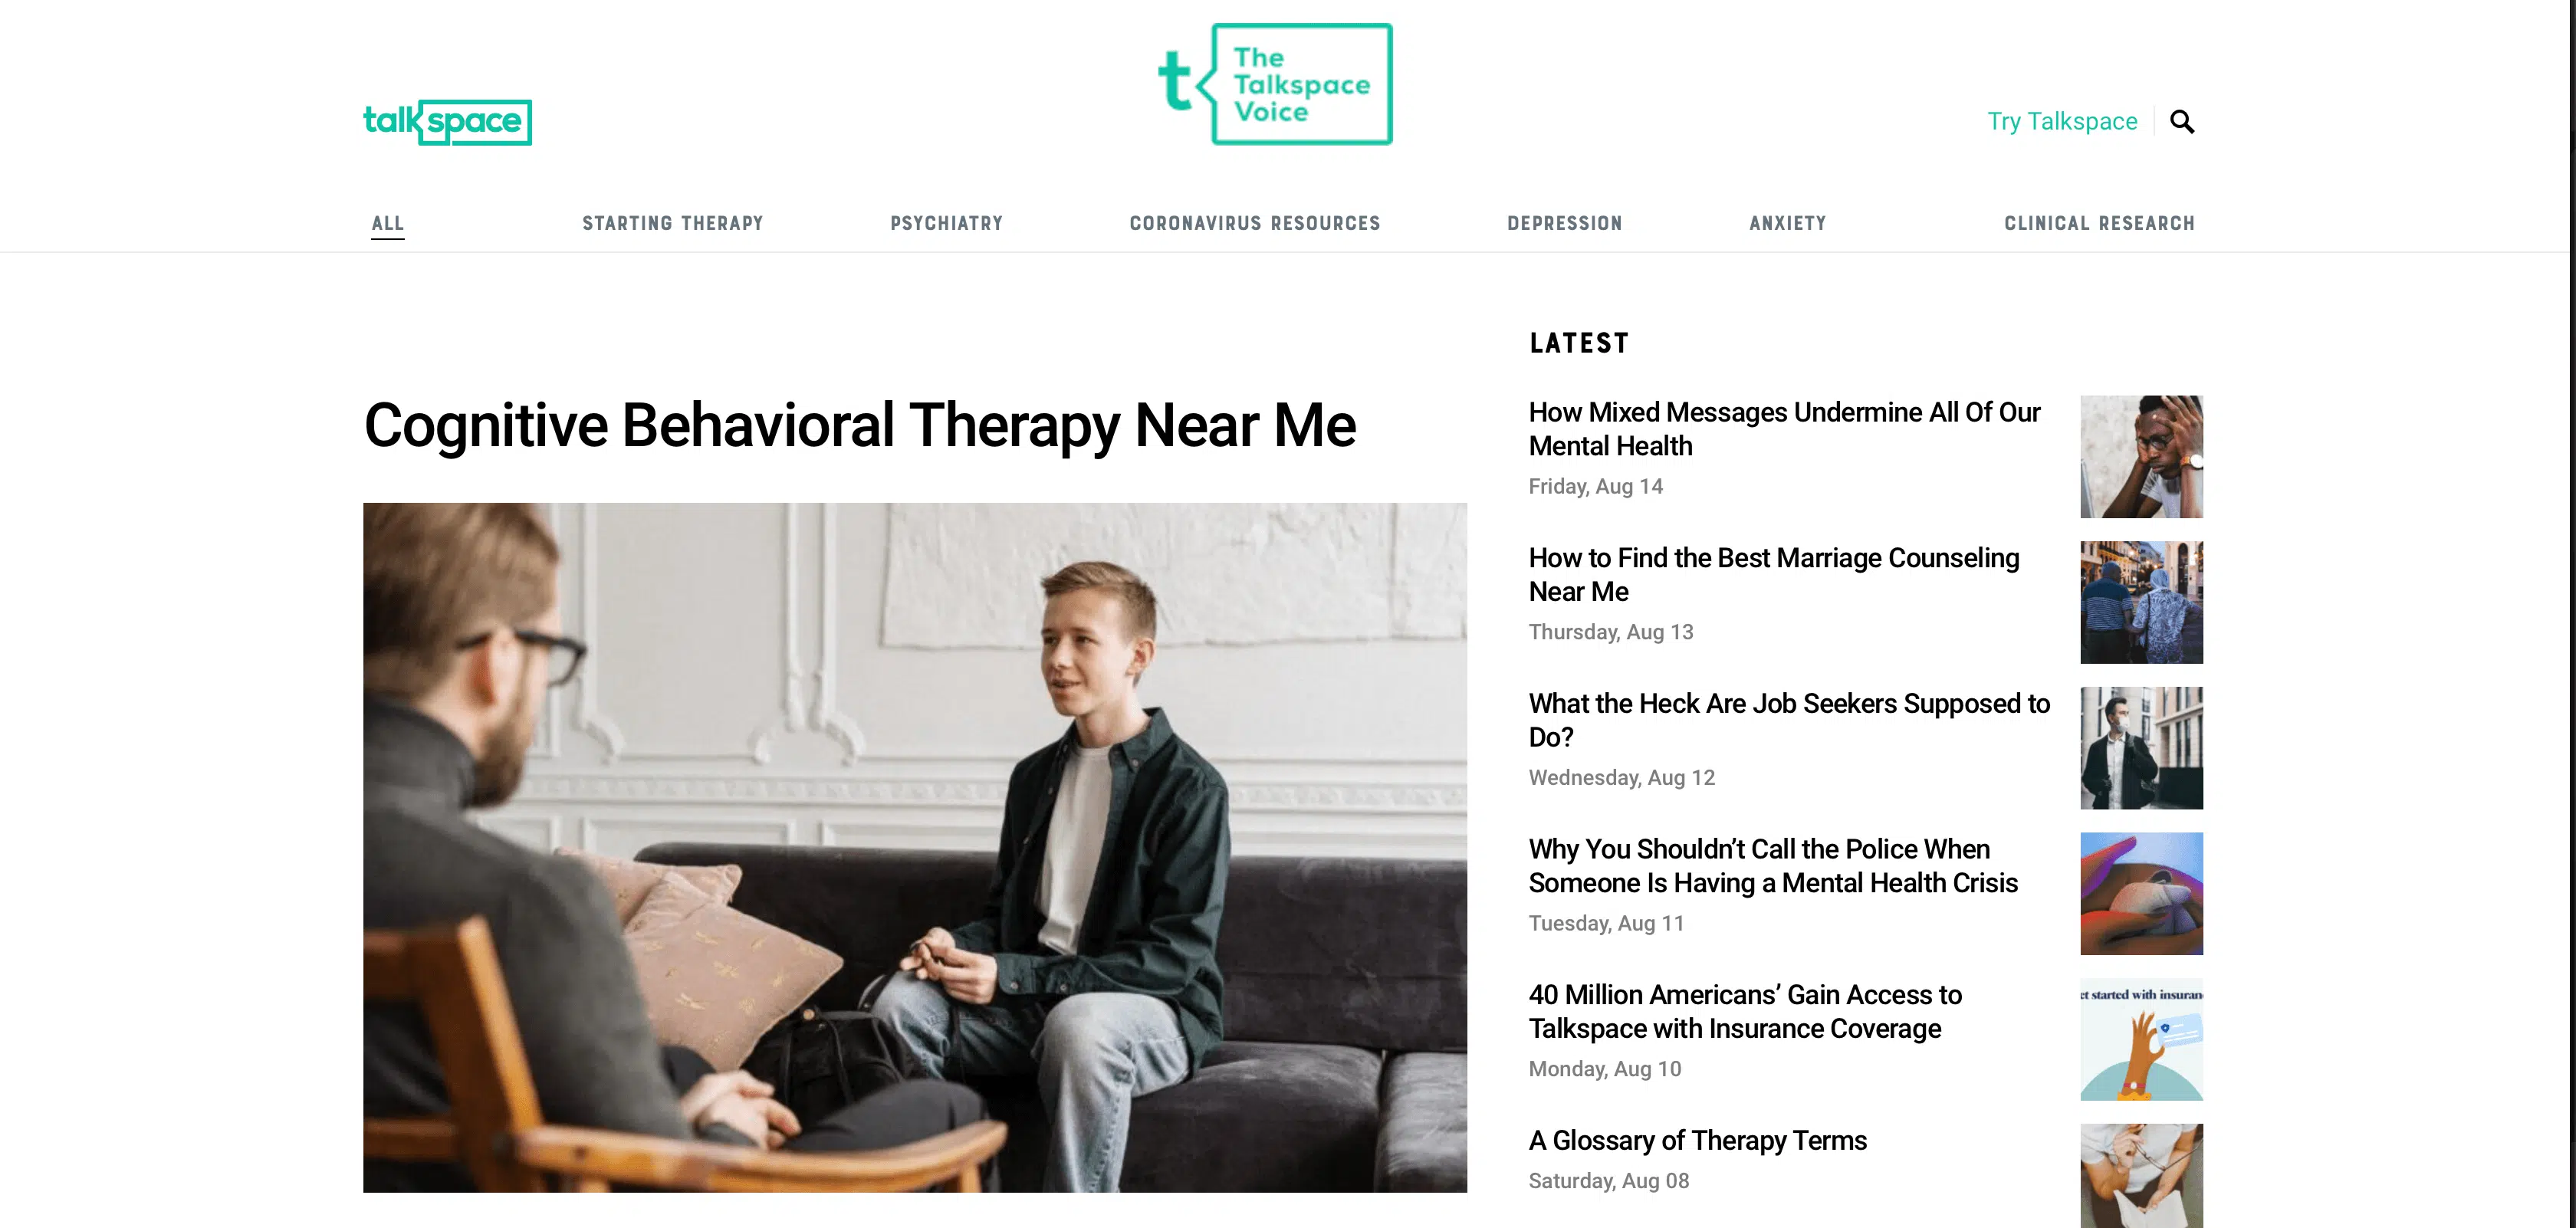 The
Talkspace
Voice
t
talkspace
Try Talkspace
ALL
STARTING THERAPY
PSYCHIATRY
CORONAVIRUS RESOURCES
DEPRESSION
ANXIETY
CLINICAL RESEARCH
Cognitive Behavioral Therapy Near Me
LATEST
How Mixed Messages Undermine All Of Our
Mental Health
Friday, Aug 14
How to Find the Best Marriage Counseling
Near Me
Thursday, Aug 13
What the Heck Are Job Seekers Supposed to
Do?
Wednesday, Aug 12
Why You Shouldn’t Call the Police When
Someone Is Having a Mental Health Crisis
Tuesday, Aug 11
40 Million Americans’ Gain Access to
Talkspace with Insurance Coverage
Monday, Aug 10
et started with insuran
A Glossary of Therapy Terms
Saturday, Aug 08